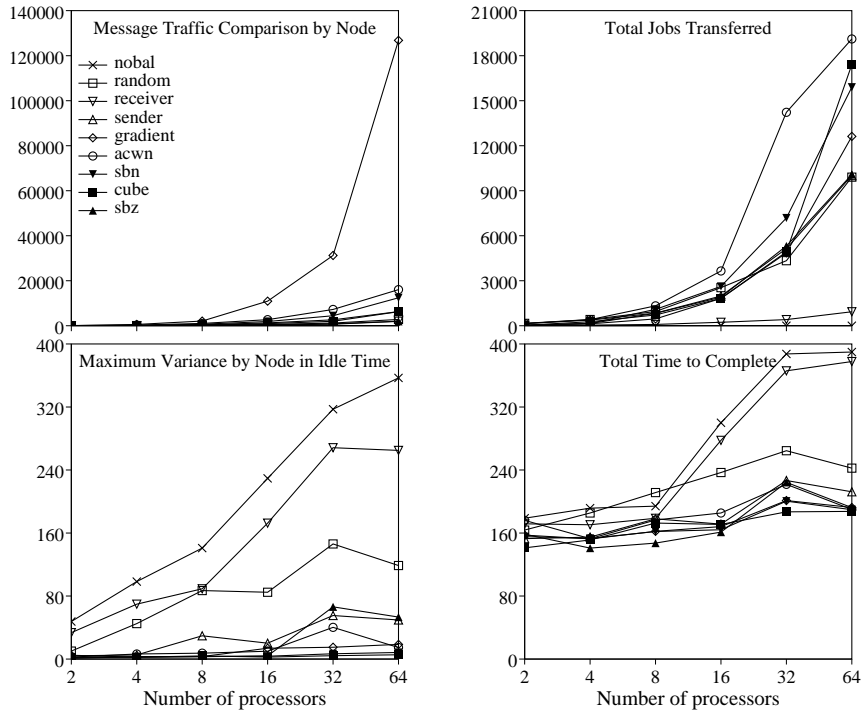 Message Traffic Comparison by Node
140000
120000
100000
80000
60000
40000
20000
0
nobal
random
receiver
sender
gradient
acwn
sbn
cube
sbz
Total Jobs Transferred
21000
18000
15000
12000
9000
6000
3000
0
Maximum Variance by Node in Idle Time
400
320
240
160
80
0
2 4 8 16 32 64
Number of processors
Total Time to Complete
400
320
240
160
80
0
2 4 8 16 32 64
Number of processors